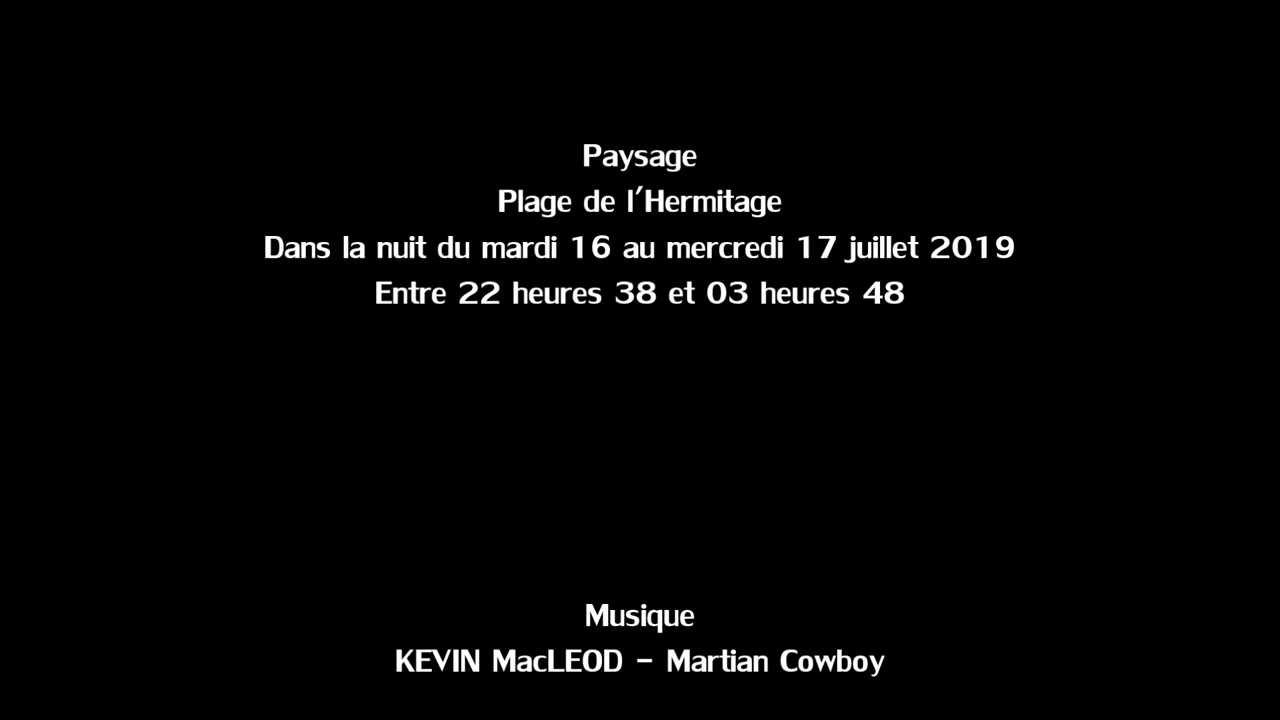 Paysage
Plage de l'Hermitage
Dans la nuit du mardi 16 au mercredi 17 juillet 2019
Entre 22 heures 38 et 03 heures 48
Musique
KEVIN MacLEOD - Martian Cowboy